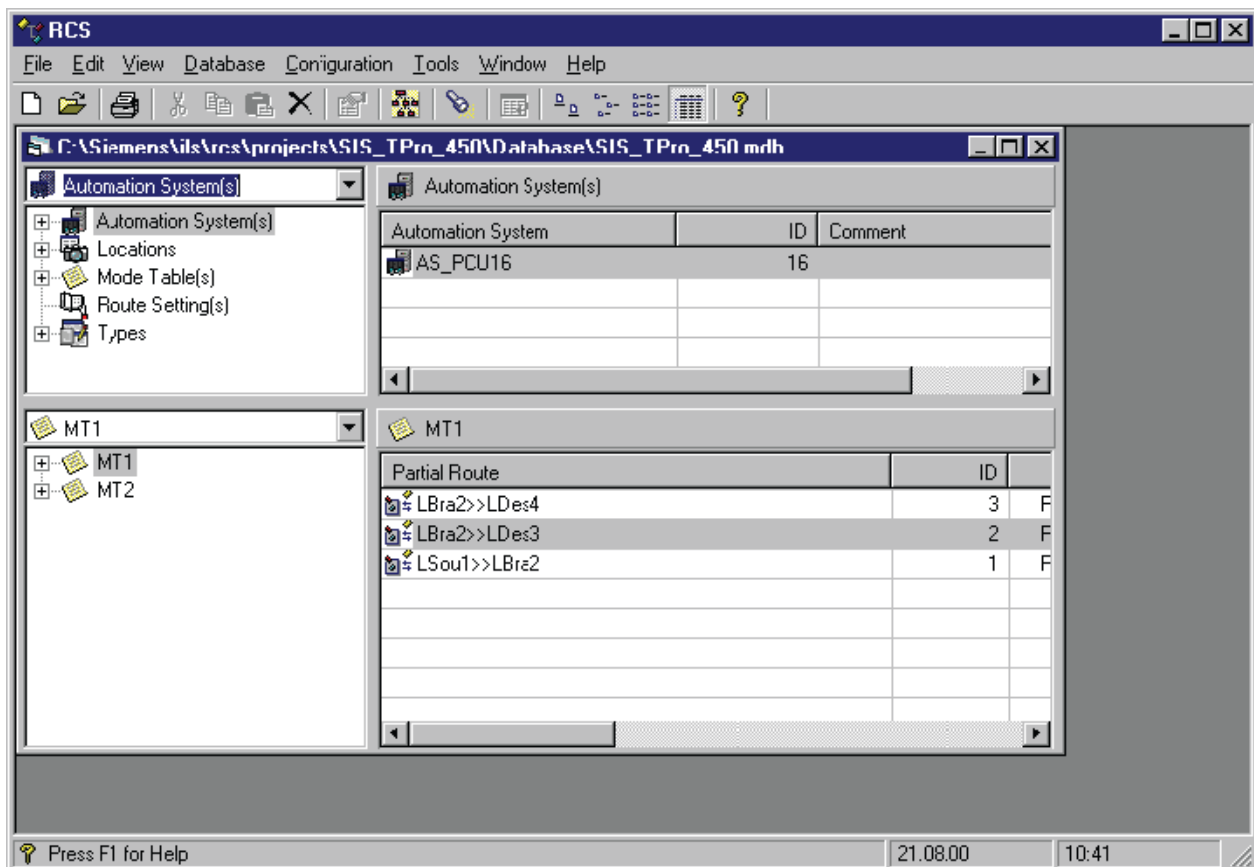 RCS
File Edit View Database Configuration Tools Window Help
C:\Siemens\ils\rcs\projects\SIS_TPro_450\Database\SIS_TPro_450.mdb
Automation System(s)
Automation System(s)
Automation System(s)
Locations
Mode Table(s)
Route Setting(s)
Types
Automation System ID Comment
AS_PCU16 16
MT1
MT1
MT1
MT2
Partial Route ID
LBra2>>LDes4 3 F
LBra2>>LDes3 2 F
LSou1>>LBra2 1 F
Press F1 for Help 21.08.00 10:41